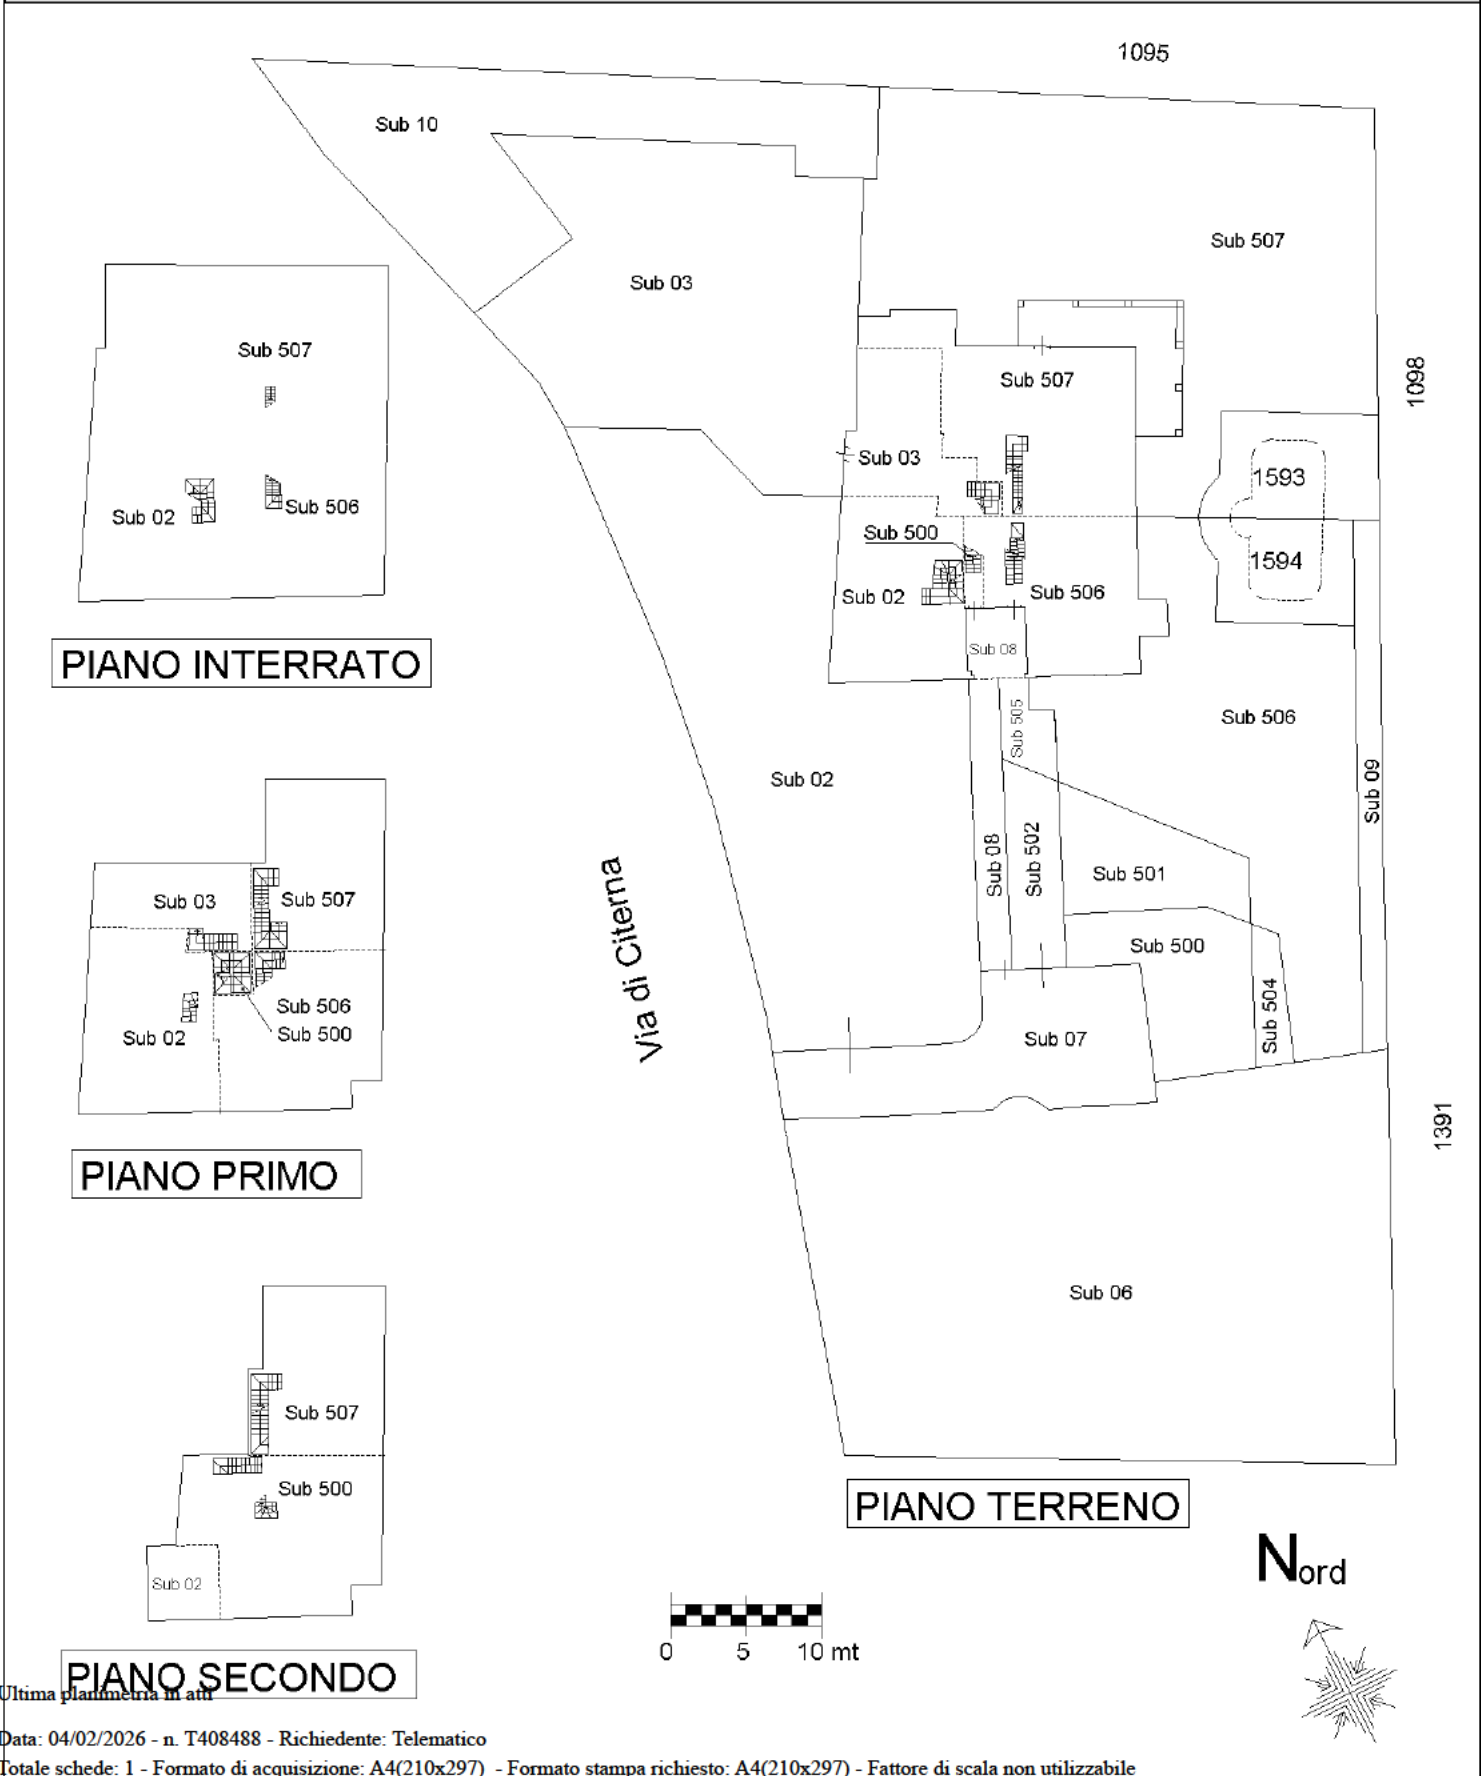 1095
Sub 10
Sub 507
Sub 03
Sub 507
Sub 507
1098
Sub 03
1593
Sub 02
Sub 506
Sub 500
1594
Sub 02
Sub 506
PIANO INTERRATO
Sub 08
Sub 505
Sub 506
Sub 02
Sub 09
Sub 08
Sub 502
Sub 501
Via di Citerna
Sub 03
Sub 507
Sub 500
Sub 506
Sub 504
Sub 02
Sub 500
Sub 07
1391
PIANO PRIMO
Sub 06
Sub 507
Sub 500
PIANO TERRENO
Nord
Sub 02
0 5 10 mt
PIANO SECONDO
Ultima planimetria in atti
Data: 04/02/2026 - n. T408488 - Richiedente: Telematico
Totale schede: 1 - Formato di acquisizione: A4(210x297) - Formato stampa richiesto: A4(210x297) - Fattore di scala non utilizzabile